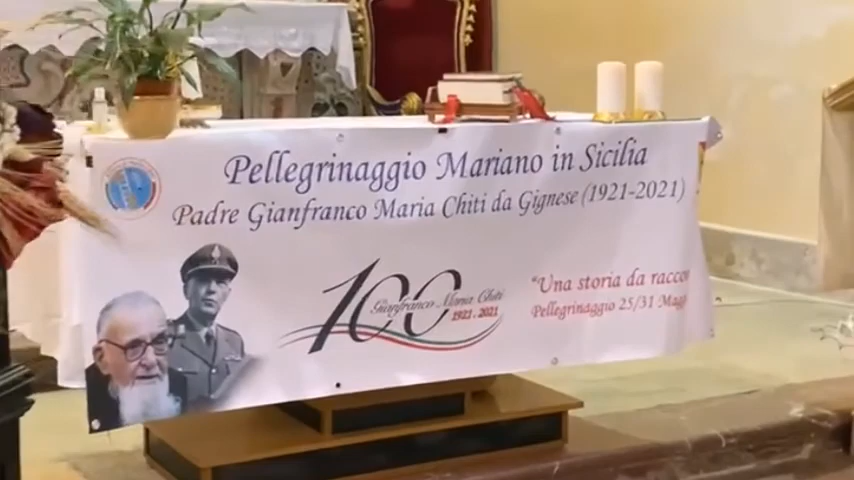 Pellegrinaggio Mariano in Sicilia
Padre Gianfranco Maria Chiti da Gignese (1921-2021)
100
Gianfranco Maria Chiti
1921 . 2021
“Una storia da raccon
Pellegrinaggio 25/31 Magg